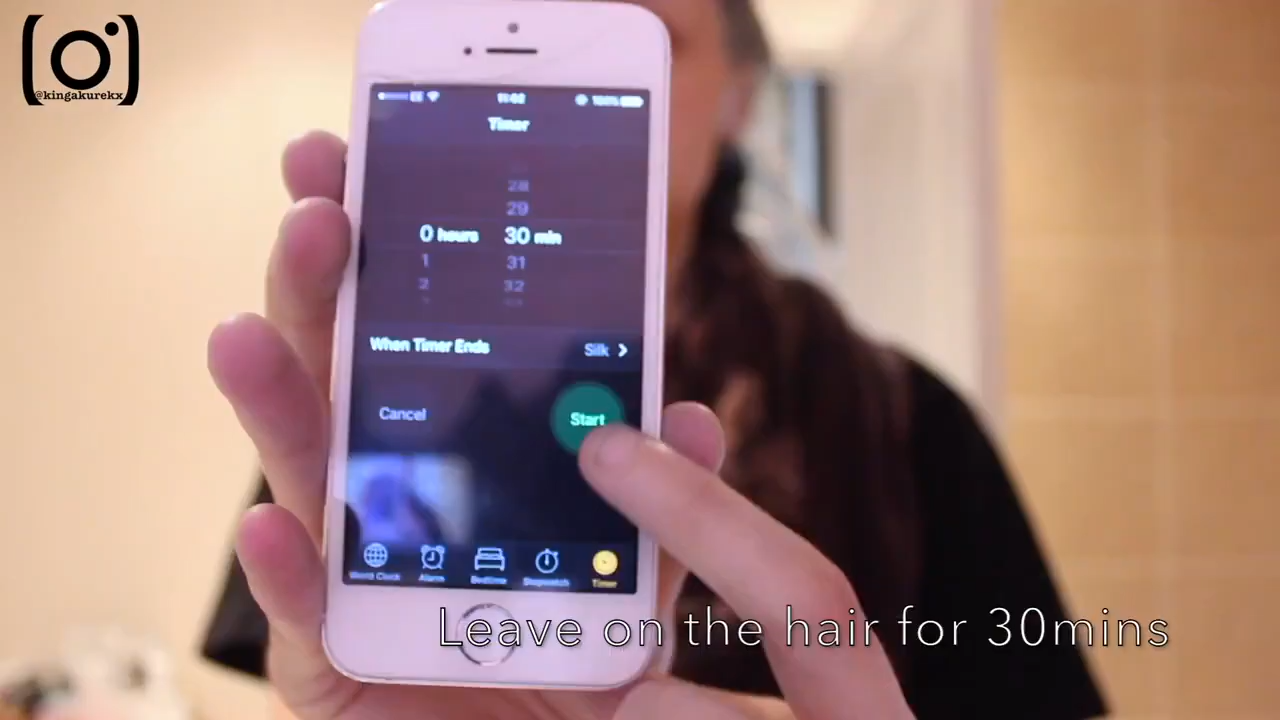 @kingakurekx
EE 11:02 100%
Timer
28
29
0 hours 30 min
1 31
2 32
When Timer Ends Silk
Cancel Start
World Clock Alarm Bedtime Stopwatch Timer
Leave on the hair for 30mins